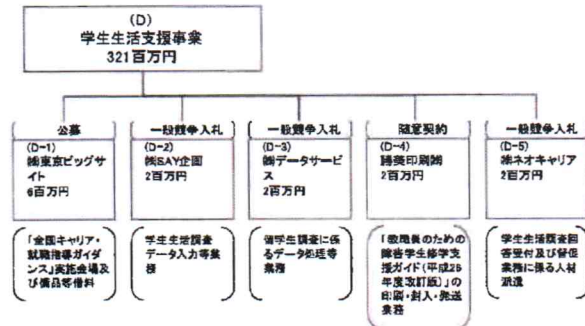 (D)
学生生活支援事業
321百万円
公募
(D-1)
㈱東京ビッグサ
イト
6百万円
「全国キャリア・
就職指導ガイダ
ンス」実施会場及
び備品等借料
一般競争入札
(D-2)
㈱SAY企画
2百万円
学生生活調査
データ入力等業
務
一般競争入札
(D-3)
㈱データサービ
ス
2百万円
留学生調査に係
るデータ処理等
業務
随意契約
(D-4)
勝美印刷㈱
2百万円
「教職員のための
障害学生修学支
援ガイド(平成26
年度改訂版)」の
印刷・封入・発送
業務
一般競争入札
(D-5)
㈱ネオキャリア
2百万円
学生生活調査回
答受付及び督促
業務に係る人材
派遣